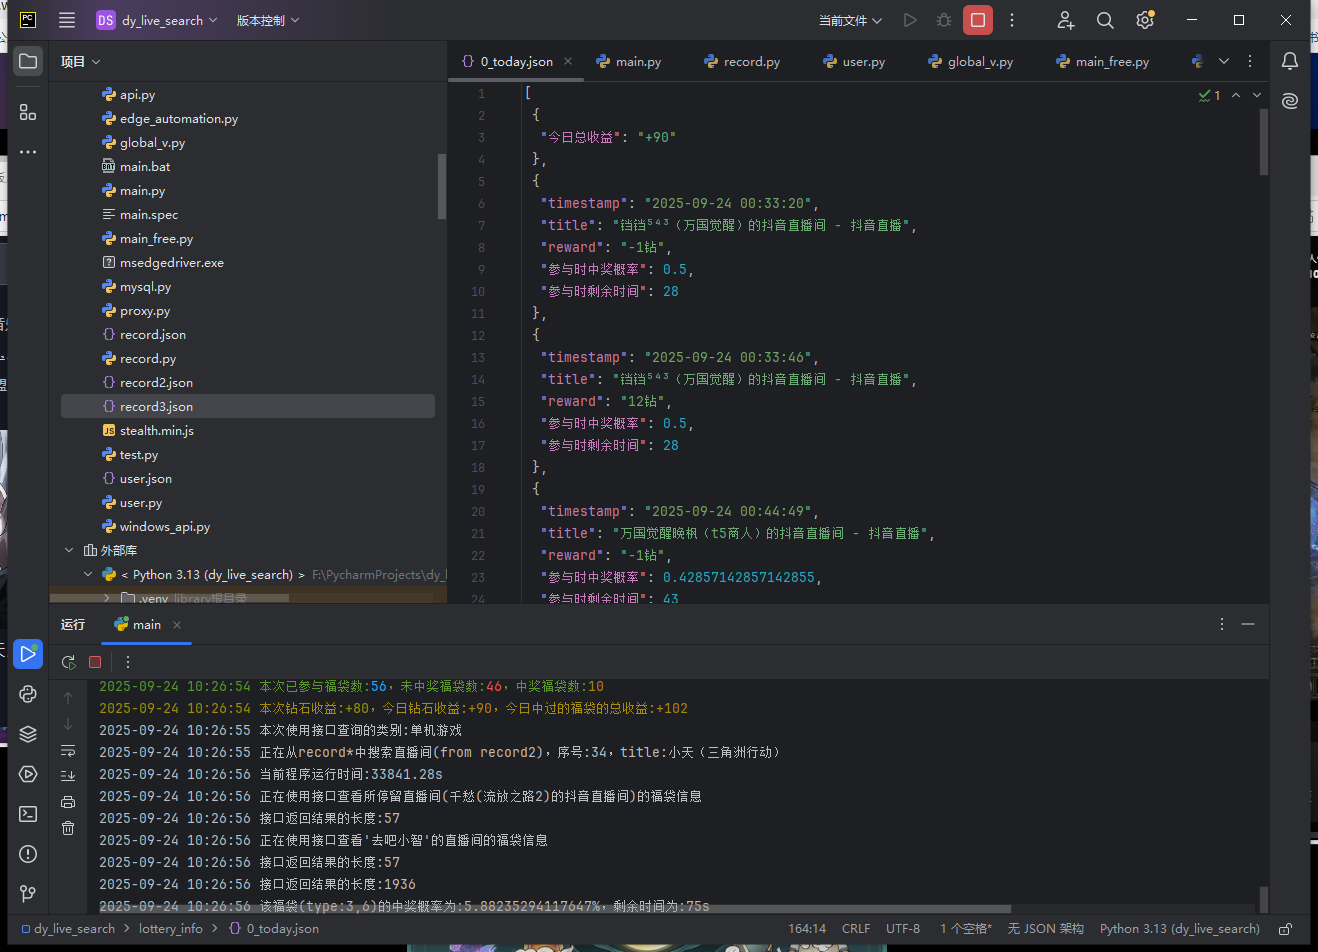 PC
DS dy_live_search
版本控制
当前文件
项目
0_today.json
main.py
record.py
user.py
global_v.py
main_free.py
api.py
edge_automation.py
global_v.py
main.bat
main.py
main.spec
main_free.py
msedgedriver.exe
mysql.py
proxy.py
record.json
record.py
record2.json
record3.json
stealth.min.js
test.py
user.json
user.py
windows_api.py
外部库
< Python 3.13 (dy_live_search) > F:\PycharmProjects\dy_l
.venv library根目录
1 [
2 {
3 "今日总收益": "+90"
4 },
5 {
6 "timestamp": "2025-09-24 00:33:20",
7 "title": "铛铛⁵⁴³（万国觉醒）的抖音直播间 - 抖音直播",
8 "reward": "-1钻",
9 "参与时中奖概率": 0.5,
10 "参与时剩余时间": 28
11 },
12 {
13 "timestamp": "2025-09-24 00:33:46",
14 "title": "铛铛⁵⁴³（万国觉醒）的抖音直播间 - 抖音直播",
15 "reward": "12钻",
16 "参与时中奖概率": 0.5,
17 "参与时剩余时间": 28
18 },
19 {
20 "timestamp": "2025-09-24 00:44:49",
21 "title": "万国觉醒晚枫（t5商人）的抖音直播间 - 抖音直播",
22 "reward": "-1钻",
23 "参与时中奖概率": 0.42857142857142855,
24 "参与时剩余时间": 43
1
运行
main
2025-09-24 10:26:54 本次已参与福袋数:56，未中奖福袋数:46，中奖福袋数:10
2025-09-24 10:26:54 本次钻石收益:+80，今日钻石收益:+90，今日中过的福袋的总收益:+102
2025-09-24 10:26:55 本次使用接口查询的类别:单机游戏
2025-09-24 10:26:55 正在从record*中搜索直播间(from record2)，序号:34，title:小天（三角洲行动）
2025-09-24 10:26:56 当前程序运行时间:33841.28s
2025-09-24 10:26:56 正在使用接口查看所停留直播间(千愁(流放之路2)的抖音直播间)的福袋信息
2025-09-24 10:26:56 接口返回结果的长度:57
2025-09-24 10:26:56 正在使用接口查看'去吧小智'的直播间的福袋信息
2025-09-24 10:26:56 接口返回结果的长度:57
2025-09-24 10:26:56 接口返回结果的长度:1936
2025-09-24 10:26:56 该福袋(type:3,6)的中奖概率为:5.88235294117647%，剩余时间为:75s
dy_live_search > lottery_info > 0_today.json
164:14
CRLF
UTF-8
1 个空格*
无 JSON 架构
Python 3.13 (dy_live_search)